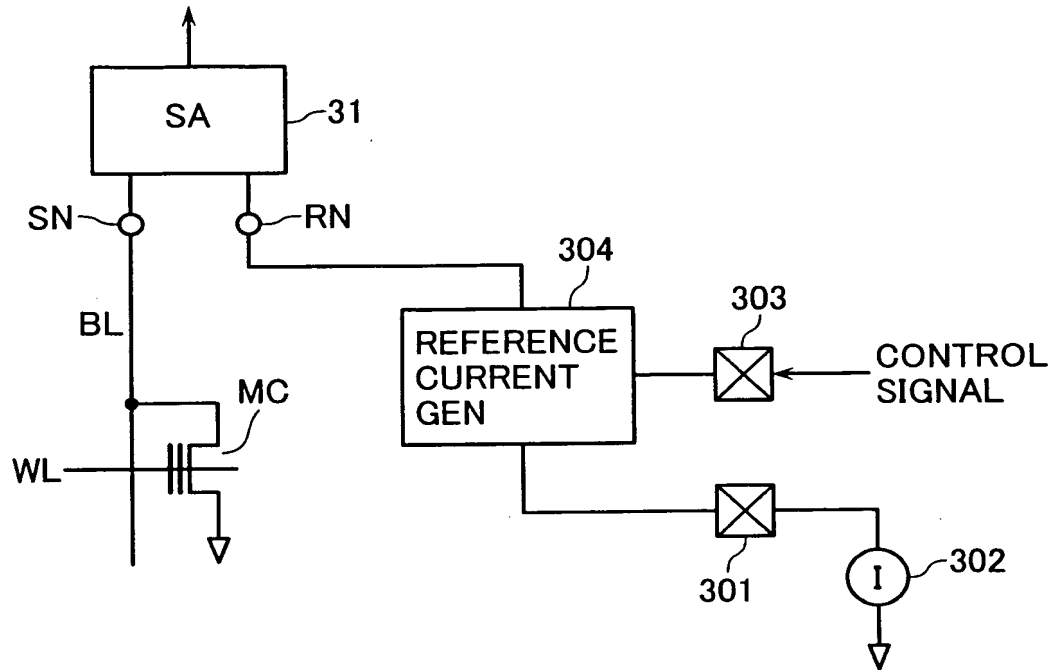 SA
31
SN
RN
304
BL
REFERENCE
CURRENT
GEN
303
CONTROL
SIGNAL
MC
WL
301
I
302